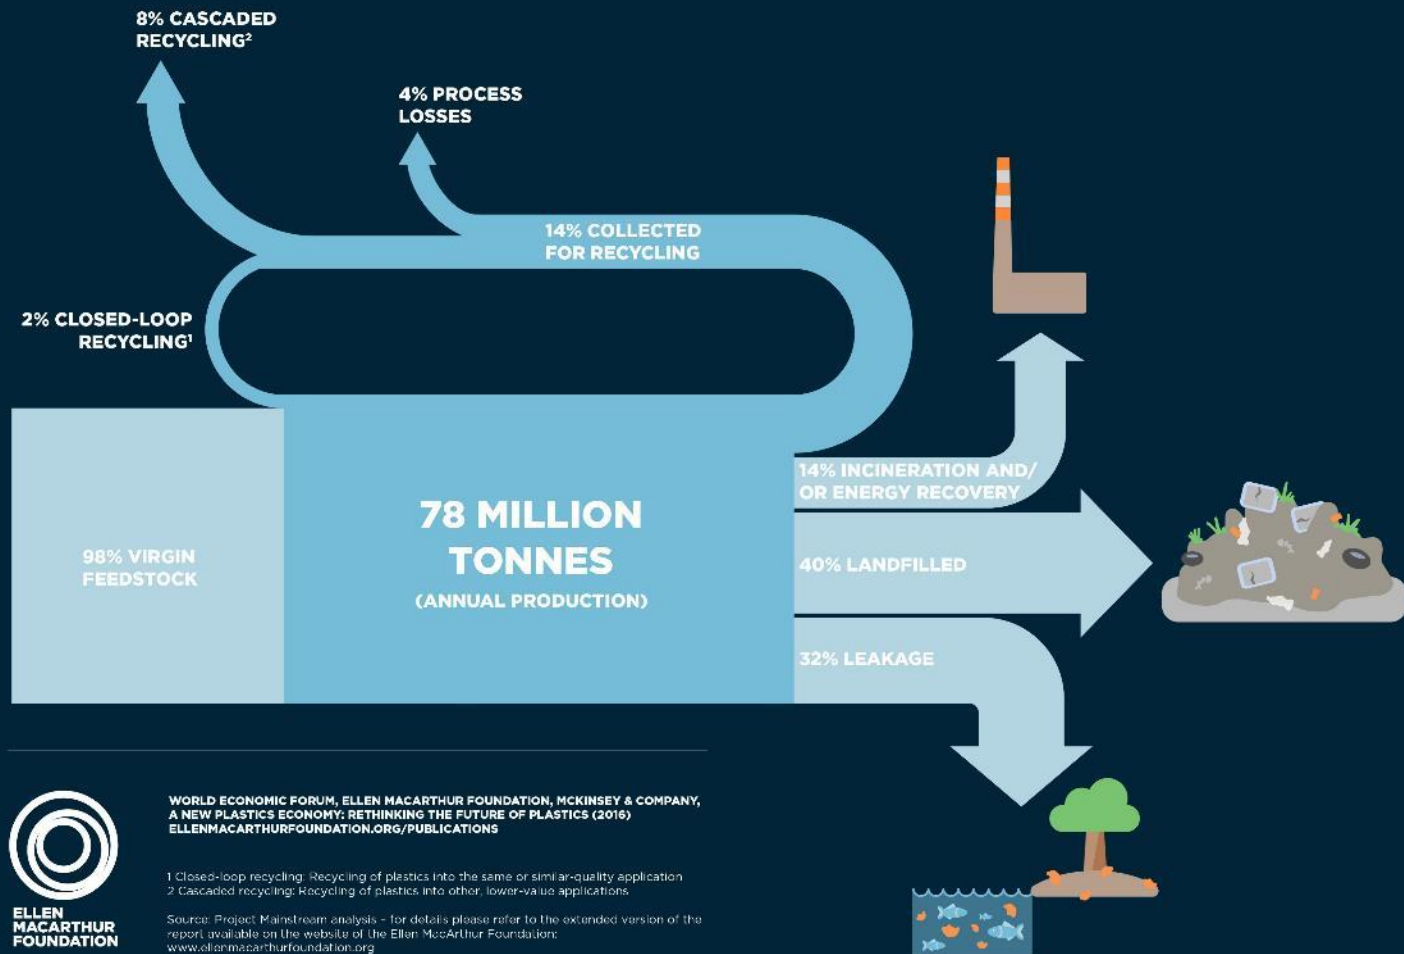 8% CASCADED
RECYCLING²
4% PROCESS
LOSSES
14% COLLECTED
FOR RECYCLING
2% CLOSED-LOOP
RECYCLING¹
98% VIRGIN
FEEDSTOCK
78 MILLION
TONNES
(ANNUAL PRODUCTION)
14% INCINERATION AND/
OR ENERGY RECOVERY
40% LANDFILLED
32% LEAKAGE
ELLEN
MACARTHUR
FOUNDATION
WORLD ECONOMIC FORUM, ELLEN MACARTHUR FOUNDATION, MCKINSEY & COMPANY,
A NEW PLASTICS ECONOMY: RETHINKING THE FUTURE OF PLASTICS (2016)
ELLENMACARTHURFOUNDATION.ORG/PUBLICATIONS
1 Closed-loop recycling: Recycling of plastics into the same or similar-quality application
2 Cascaded recycling: Recycling of plastics into other, lower-value applications
Source: Project Mainstream analysis – for details please refer to the extended version of the
report available on the website of the Ellen MacArthur Foundation:
www.ellenmacarthurfoundation.org